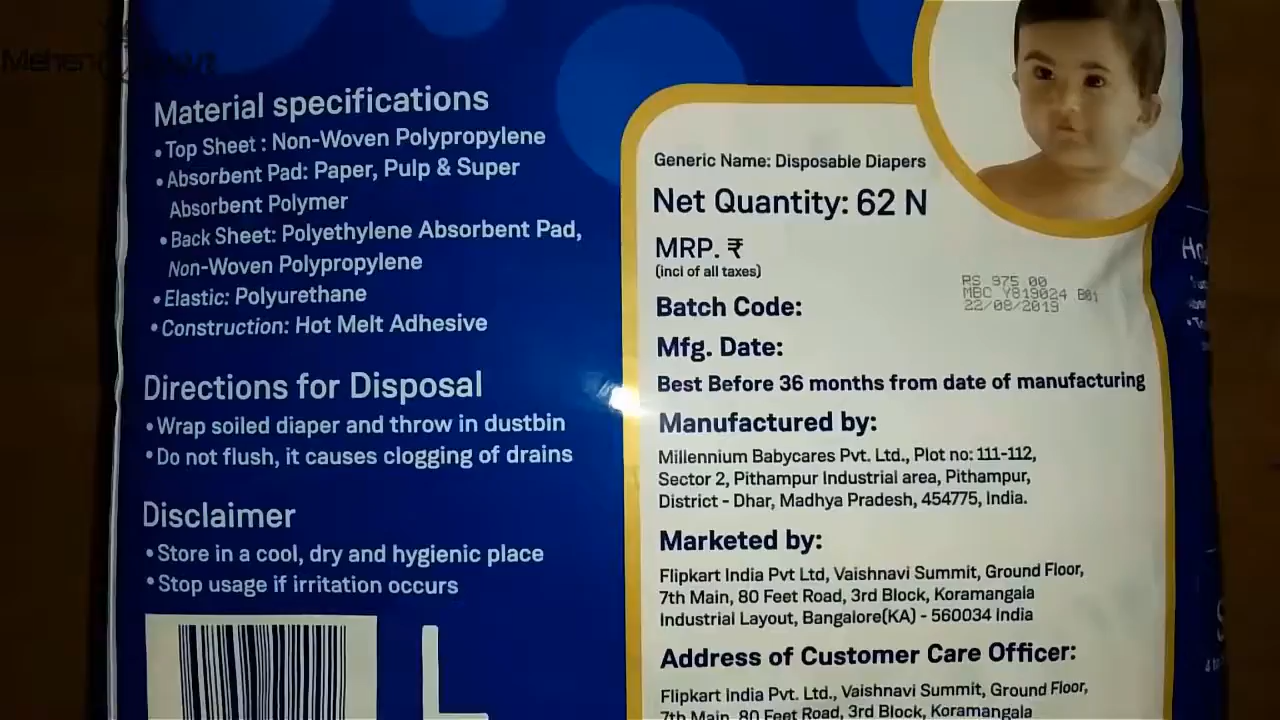 Material specifications
• Top Sheet : Non-Woven Polypropylene
• Absorbent Pad: Paper, Pulp & Super
Absorbent Polymer
• Back Sheet: Polyethylene Absorbent Pad,
Non-Woven Polypropylene
• Elastic: Polyurethane
• Construction: Hot Melt Adhesive
Directions for Disposal
• Wrap soiled diaper and throw in dustbin
• Do not flush, it causes clogging of drains
Disclaimer
• Store in a cool, dry and hygienic place
• Stop usage if irritation occurs
L
Generic Name: Disposable Diapers
Net Quantity: 62 N
MRP. ₹
(incl of all taxes)
Batch Code:
RS 975 00
MBC Y819024 B01
22/08/2019
Mfg. Date:
Best Before 36 months from date of manufacturing
Manufactured by:
Millennium Babycares Pvt. Ltd., Plot no: 111-112,
Sector 2, Pithampur Industrial area, Pithampur,
District - Dhar, Madhya Pradesh, 454775, India.
Marketed by:
Flipkart India Pvt Ltd, Vaishnavi Summit, Ground Floor,
7th Main, 80 Feet Road, 3rd Block, Koramangala
Industrial Layout, Bangalore(KA) - 560034 India
Address of Customer Care Officer:
Flipkart India Pvt. Ltd., Vaishnavi Summit, Ground Floor,
7th Main, 80 Feet Road, 3rd Block, Koramangala